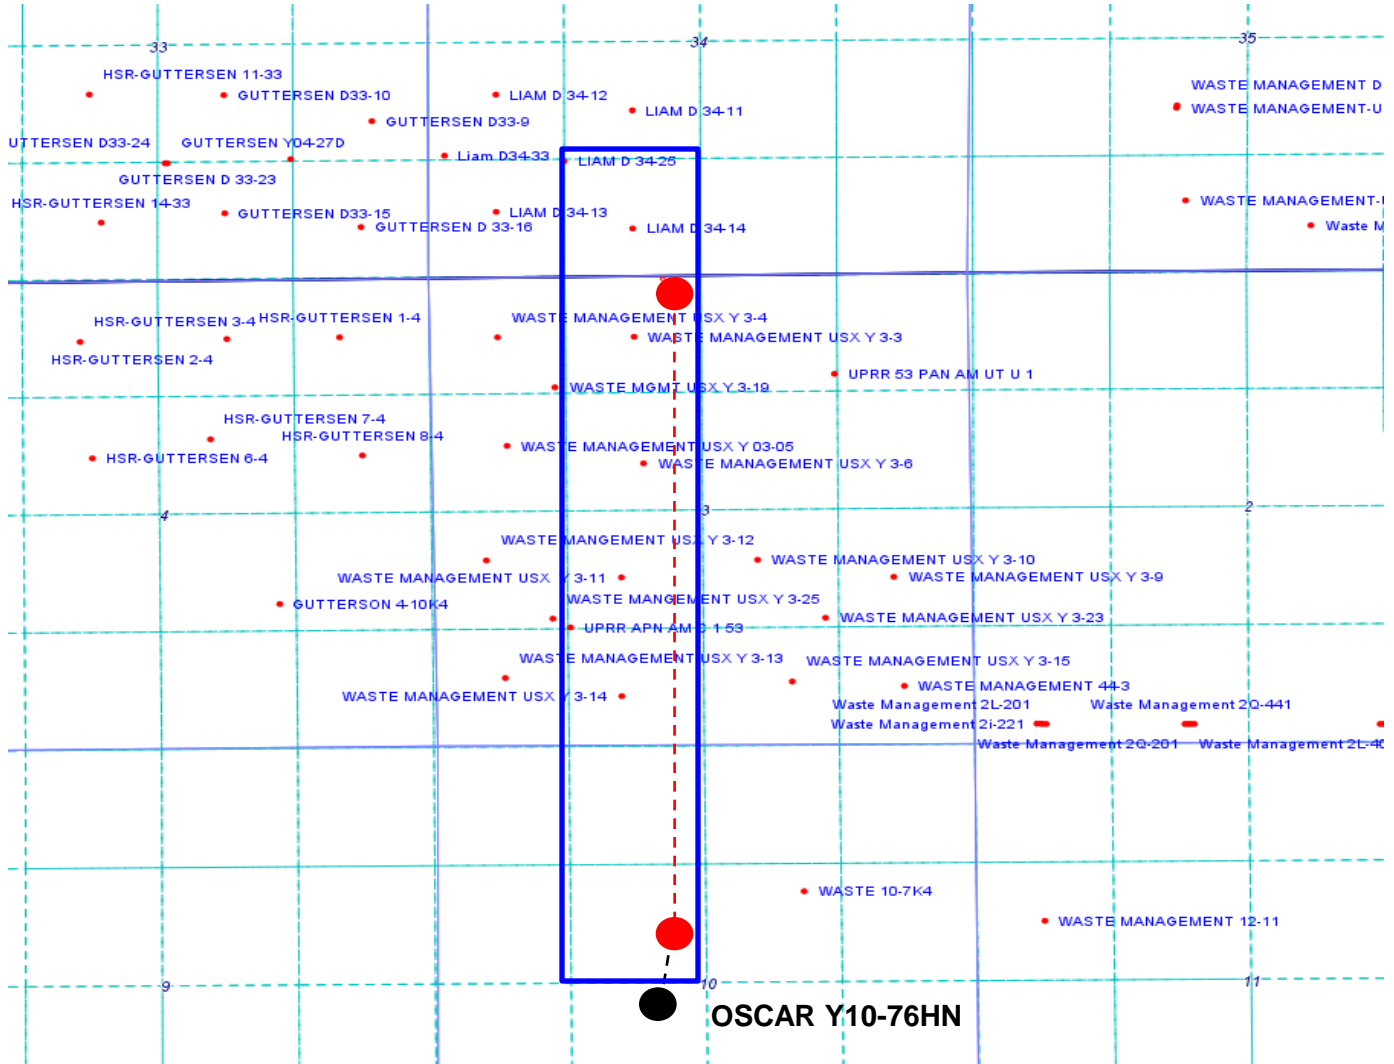 33
34
35
HSR-GUTTERSEN 11-33
WASTE MANAGEMENT D
GUTTERSEN D33-10
LIAM D 34-12
LIAM D 34-11
WASTE MANAGEMENT-U
GUTTERSEN D33-9
UTTERSEN D33-24
GUTTERSEN Y04-27D
Liam D34-33
LIAM D 34-25
GUTTERSEN D 33-23
HSR-GUTTERSEN 14-33
WASTE MANAGEMENT-U
GUTTERSEN D33-15
LIAM D 34-13
GUTTERSEN D 33-16
LIAM D 34-14
Waste M
HSR-GUTTERSEN 3-4
HSR-GUTTERSEN 1-4
WASTE MANAGEMENT USX Y 3-4
WASTE MANAGEMENT USX Y 3-3
HSR-GUTTERSEN 2-4
UPRR 53 PAN AM UT U 1
WASTE MGMT USX Y 3-19
HSR-GUTTERSEN 7-4
HSR-GUTTERSEN 8-4
WASTE MANAGEMENT USX Y 03-05
HSR-GUTTERSEN 6-4
WASTE MANAGEMENT USX Y 3-6
4
3
2
WASTE MANGEMENT USX Y 3-12
WASTE MANAGEMENT USX Y 3-10
WASTE MANAGEMENT USX Y 3-11
WASTE MANAGEMENT USX Y 3-9
GUTTERSON 4-10K4
WASTE MANGEMENT USX Y 3-25
WASTE MANAGEMENT USX Y 3-23
UPRR APN AM C 1 53
WASTE MANAGEMENT USX Y 3-13
WASTE MANAGEMENT USX Y 3-15
WASTE MANAGEMENT USX Y 3-14
WASTE MANAGEMENT 44-3
Waste Management 2L-201
Waste Management 2Q-441
Waste Management 2i-221
Waste Management 2Q-201
Waste Management 2L-40
WASTE 10-7K4
WASTE MANAGEMENT 12-11
9
10
11
OSCAR Y10-76HN